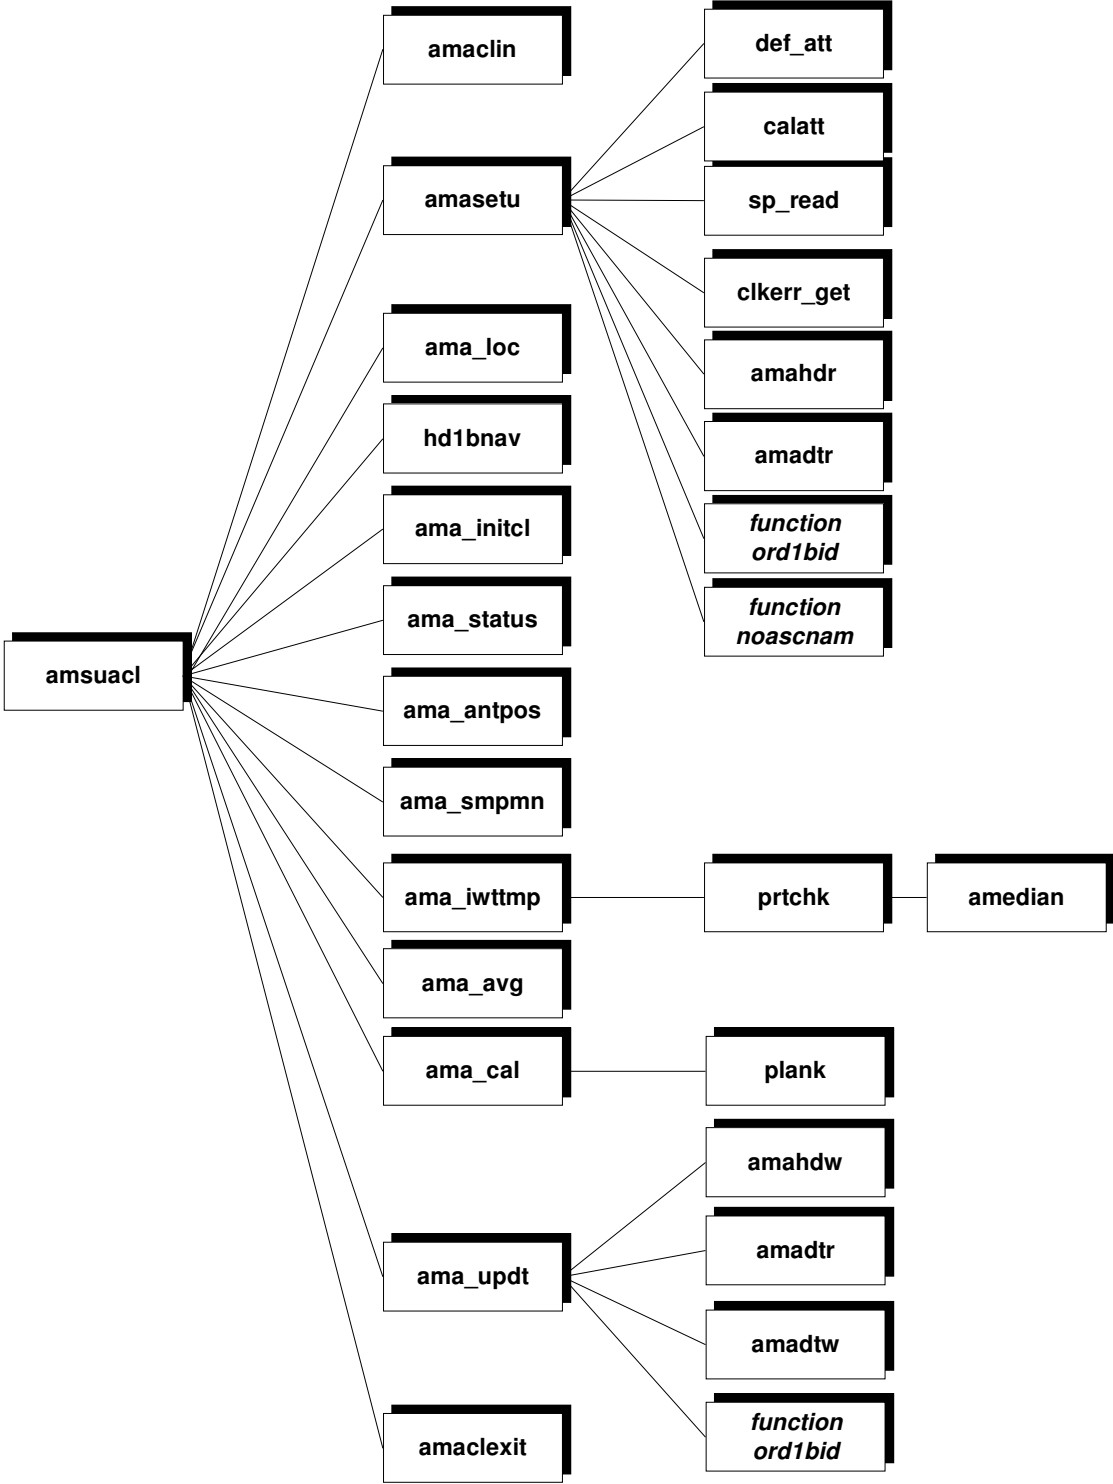 amsuacl
amaclin
amasetu
ama_loc
hd1bnav
ama_initcl
ama_status
ama_antpos
ama_smpmn
ama_iwttmp
ama_avg
ama_cal
ama_updt
amaclexit
def_att
calatt
sp_read
clkerr_get
amahdr
amadtr
function
ord1bid
function
noascnam
prtchk
amedian
plank
amahdw
amadtr
amadtw
function
ord1bid